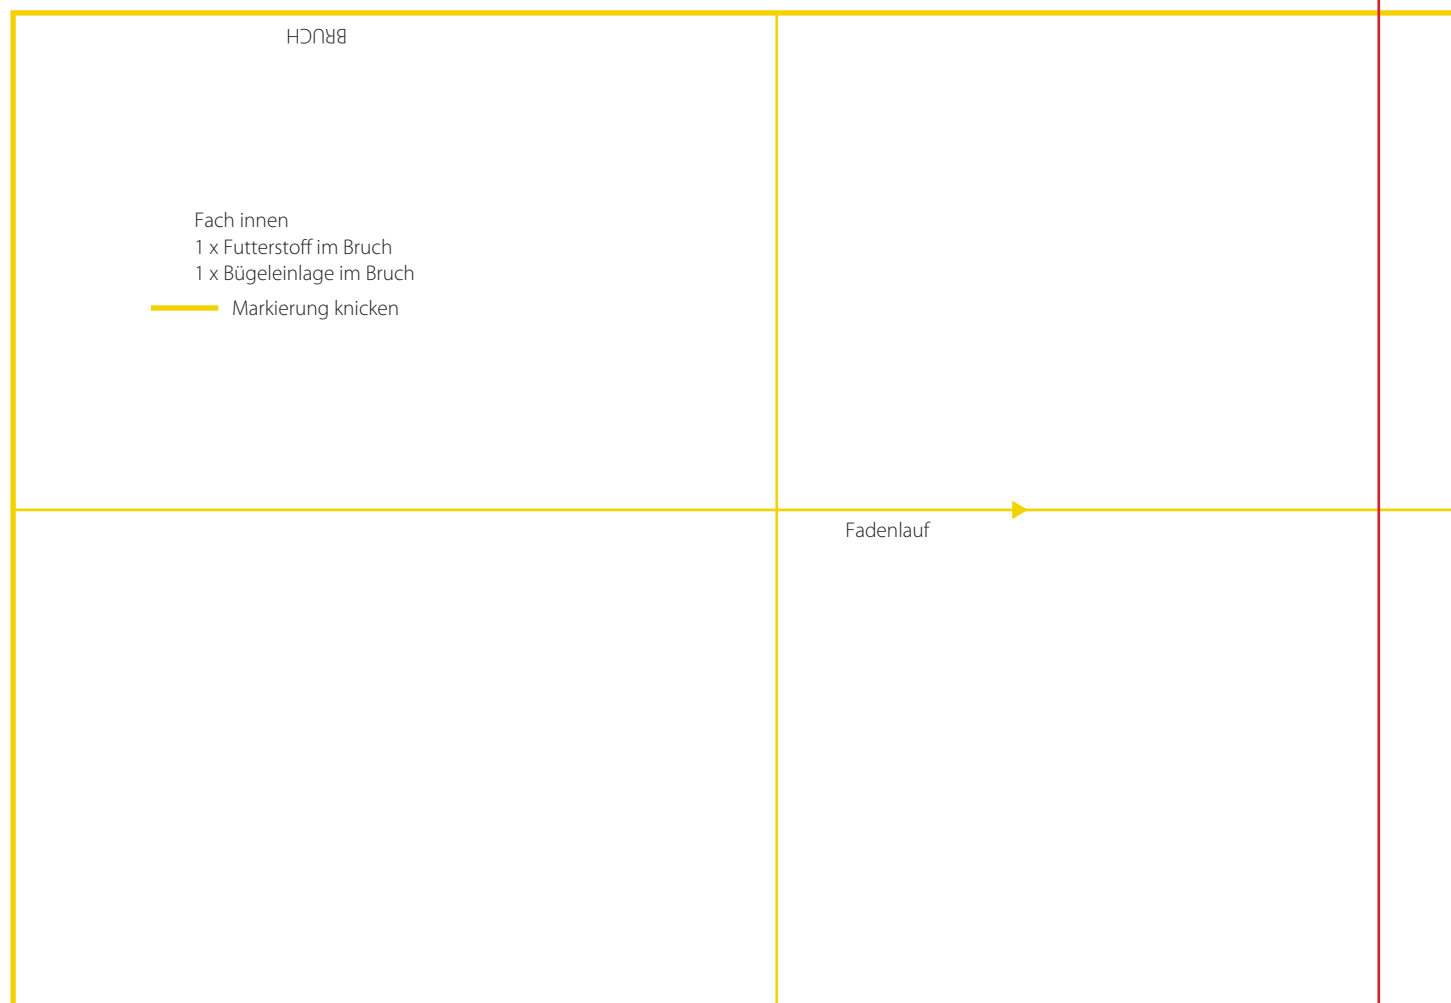 BRUCH
Fach innen
1 x Futterstoff im Bruch
1 x Bügeleinlage im Bruch
Markierung knicken
Fadenlauf